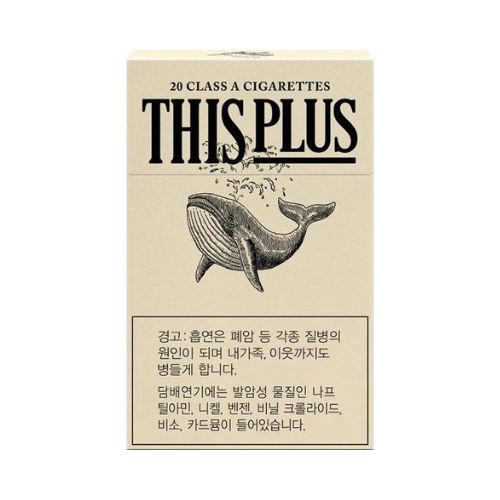 20 CLASS A CIGARETTES
THIS PLUS
경고 : 흡연은 폐암 등 각종 질병의
원인이 되며 내가족, 이웃까지도
병들게 합니다.
담배연기에는 발암성 물질인 나프
틸아민, 니켈, 벤젠, 비닐 크롤라이드,
비소, 카드뮴이 들어있습니다.